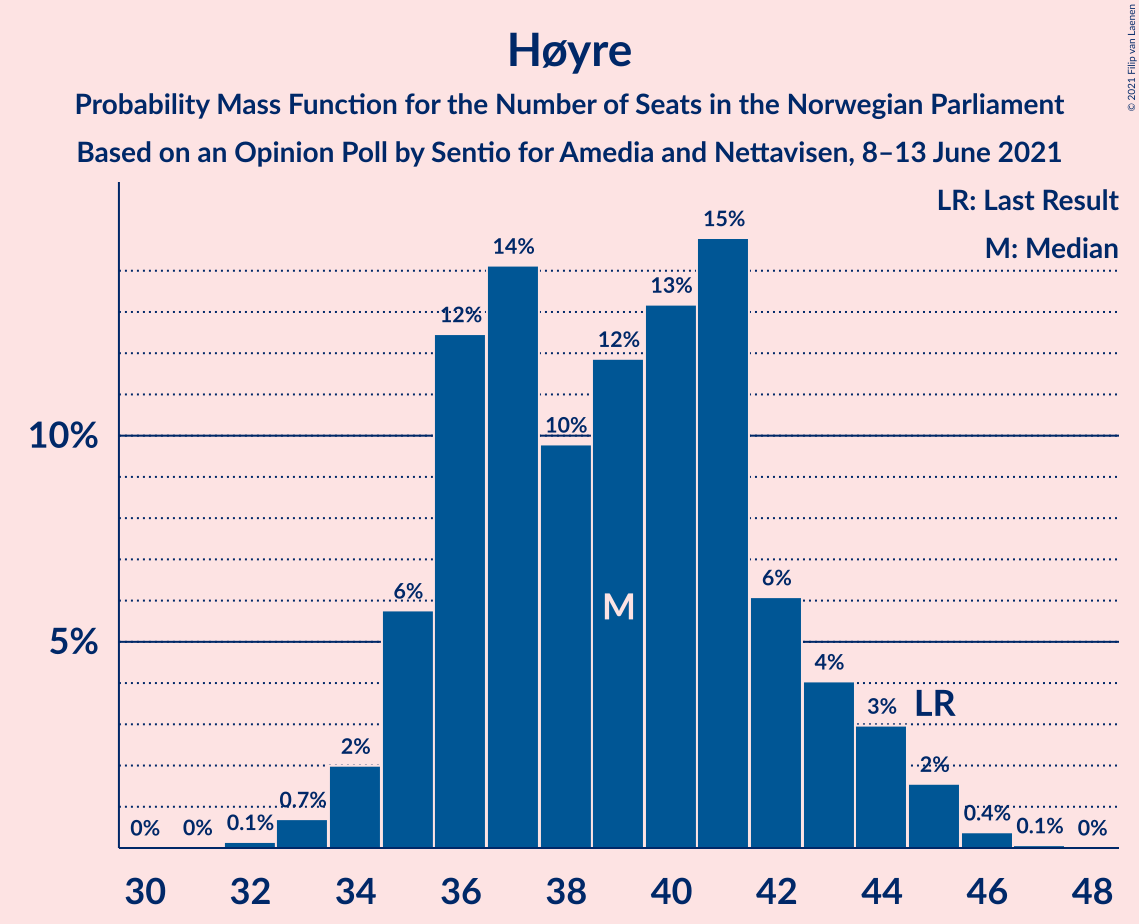 Høyre
Probability Mass Function for the Number of Seats in the Norwegian Parliament
Based on an Opinion Poll by Sentio for Amedia and Nettavisen, 8–13 June 2021
© 2021 Filip van Laenen
LR: Last Result
M: Median
15%
14%
13%
12%
12%
10%
10%
6%
6%
M
5%
4%
3%
LR
2%
2%
0.7%
0.4%
0% 0% 0.1% 0.1% 0%
30 32 34 36 38 40 42 44 46 48